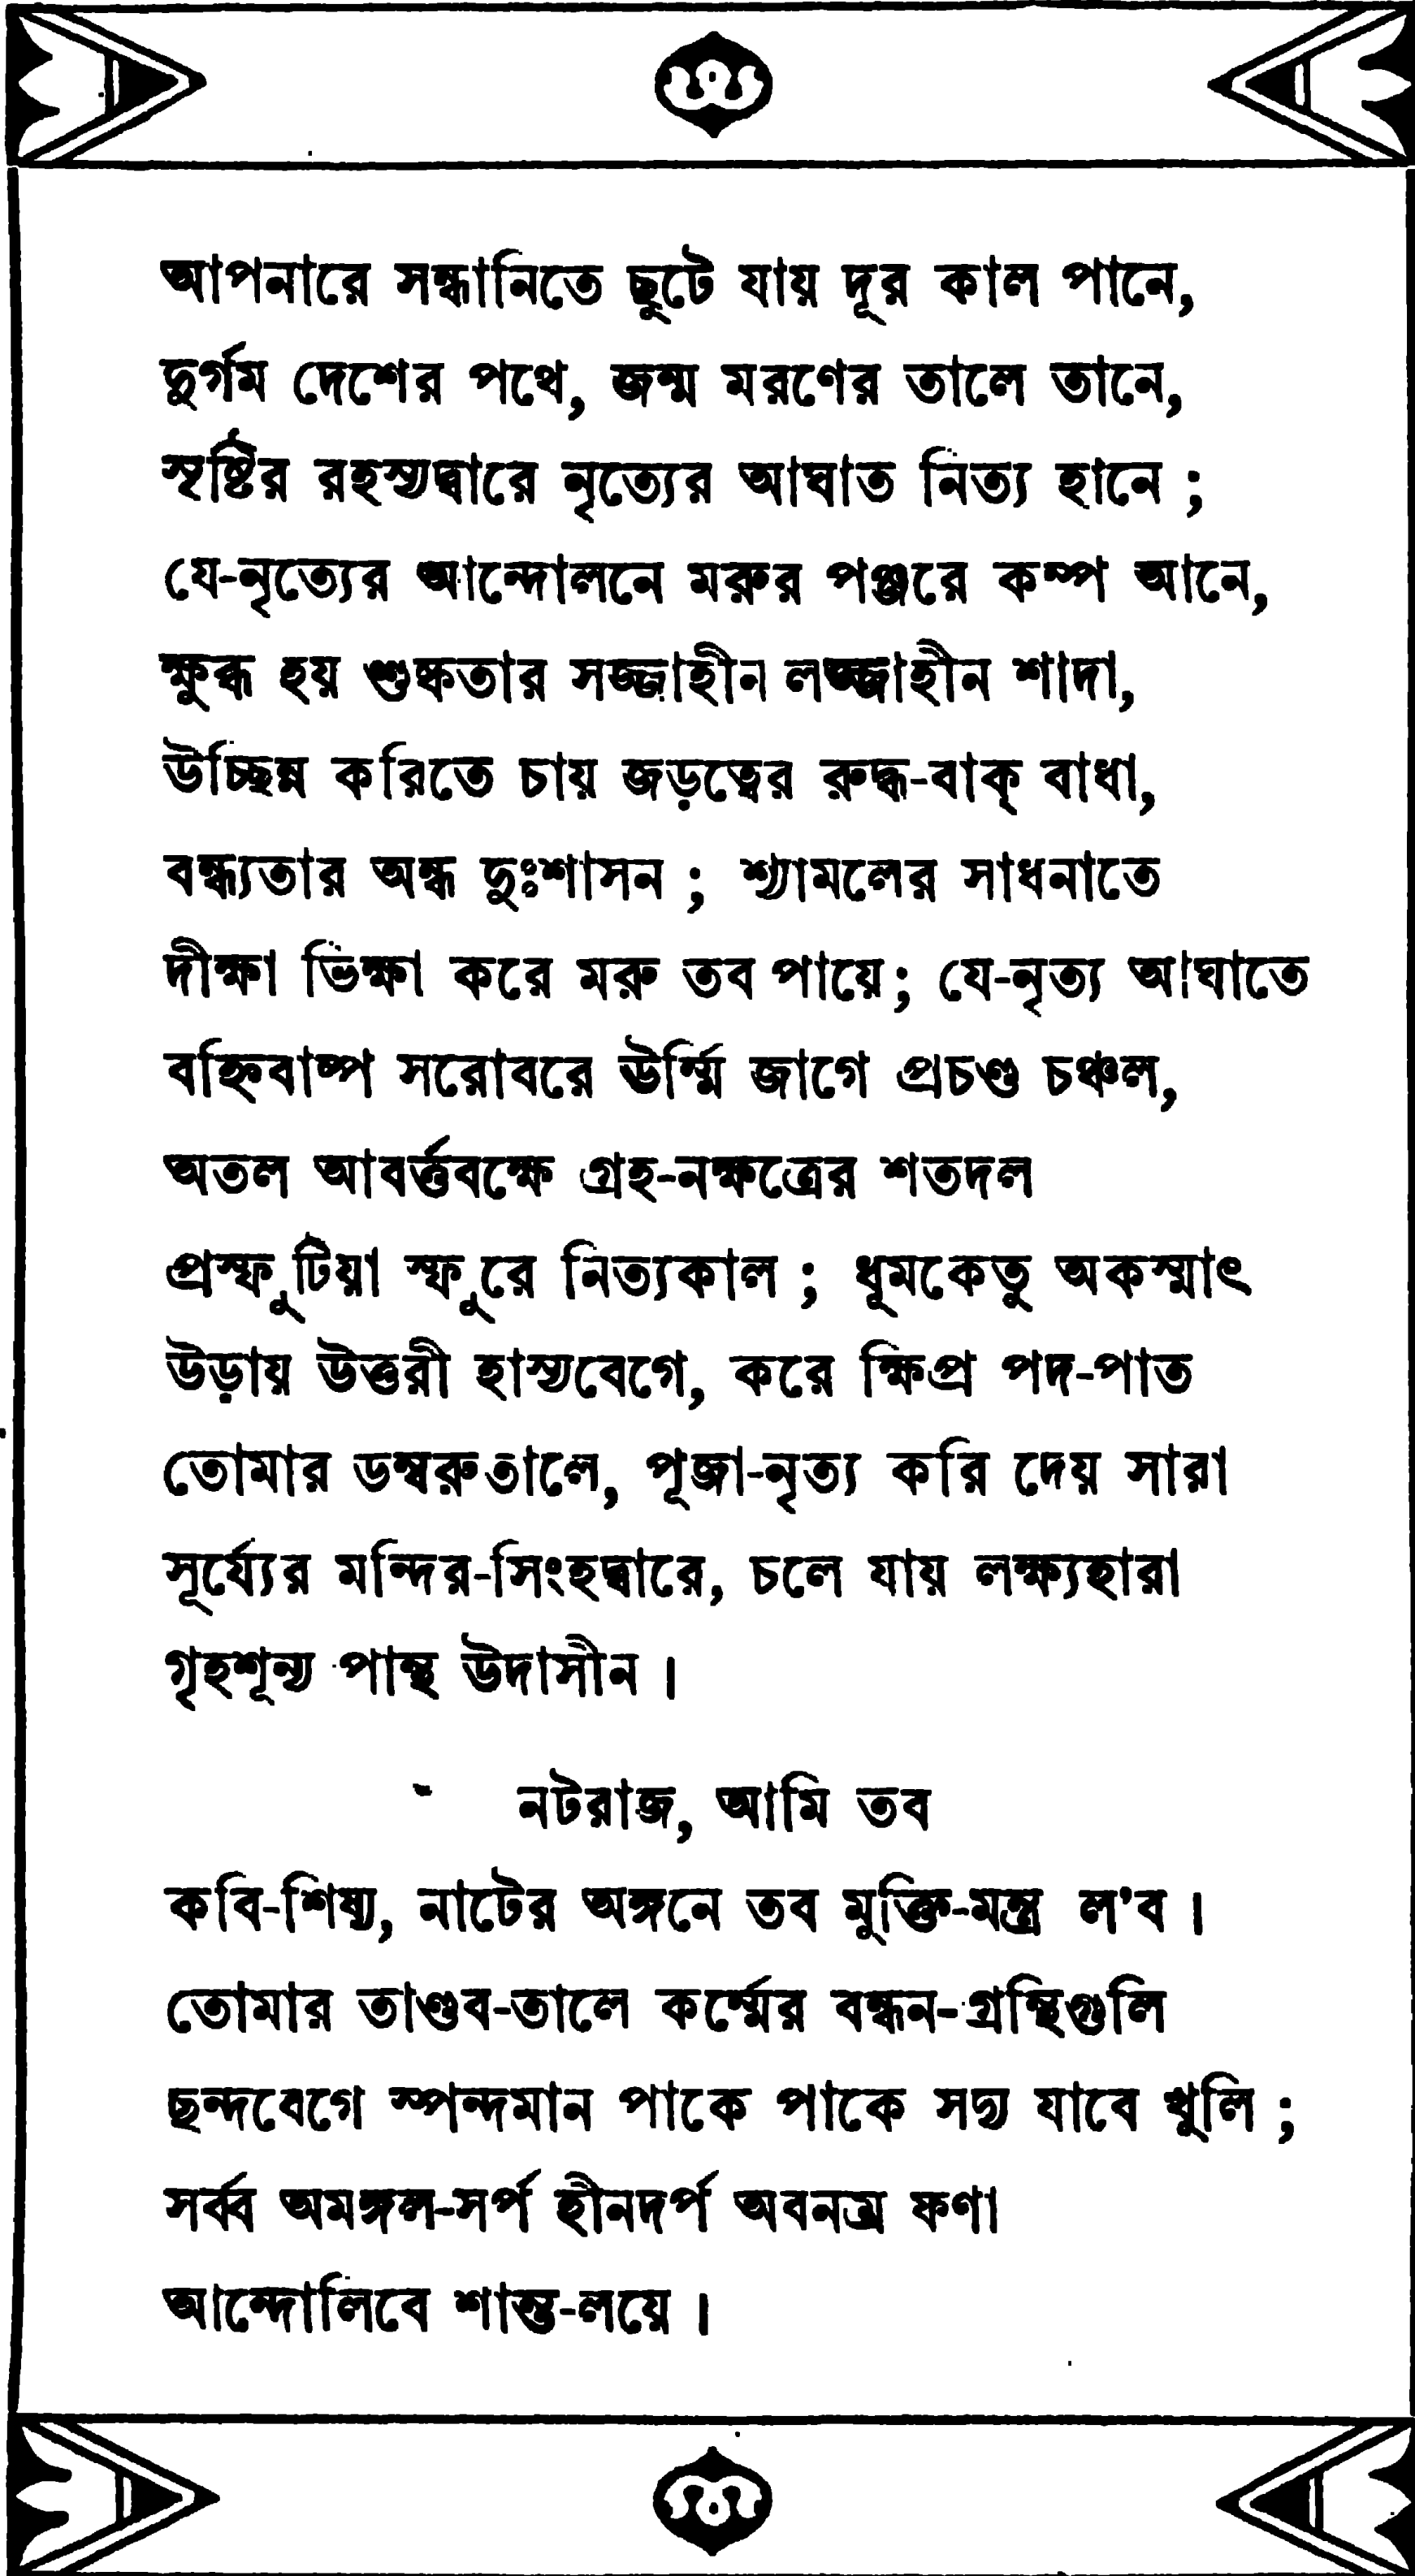 আপনারে সন্ধানিতে ছুটে যায় দূর কাল পানে,
দুর্গম দেশের পথে, জন্ম মরণের তালে তানে,
সৃষ্টির রহস্যদ্বারে নৃত্যের আঘাত নিত্য হানে ;
যে-নৃত্যের আন্দোলনে মরুর পঞ্জরে কম্প আনে,
ক্ষুব্ধ হয় শুষ্কতার সজ্জাহীন লজ্জাহীন শাদা,
উচ্ছিন্ন করিতে চায় জড়ত্বের রুদ্ধ-বাক্ বাধা,
বন্ধ্যতার অন্ধ দুঃশাসন ; শ্যামলের সাধনাতে
দীক্ষা ভিক্ষা করে মরু তব পায়ে; যে-নৃত্য আঘাতে
বহ্নিবাষ্প সরোবরে ঊর্ম্মি জাগে প্রচণ্ড চঞ্চল,
অতল আবর্ত্তবক্ষে গ্রহ-নক্ষত্রের শতদল
প্রস্ফুটিয়া স্ফুরে নিত্যকাল ; ধূমকেতু অকস্মাৎ
উড়ায় উত্তরী হাস্যবেগে, করে ক্ষিপ্র পদ-পাত
তোমার ডম্বরুতালে, পূজা-নৃত্য করি দেয় সারা
সূর্য্যের মন্দির-সিংহদ্বারে, চলে যায় লক্ষ্যহারা
গৃহশূন্য পান্থ উদাসীন ।
নটরাজ, আমি তব
কবি-শিষ্য, নাটের অঙ্গনে তব মুক্তি-মন্ত্র ল'ব ।
তোমার তাণ্ডব-তালে কর্ম্মের বন্ধন-গ্রন্থিগুলি
ছন্দবেগে স্পন্দমান পাকে পাকে সদ্য যাবে খুলি ;
সর্ব্ব অমঙ্গল-সর্প হীনদর্প অবনম্র ফণা
আন্দোলিবে শান্ত-লয়ে ।